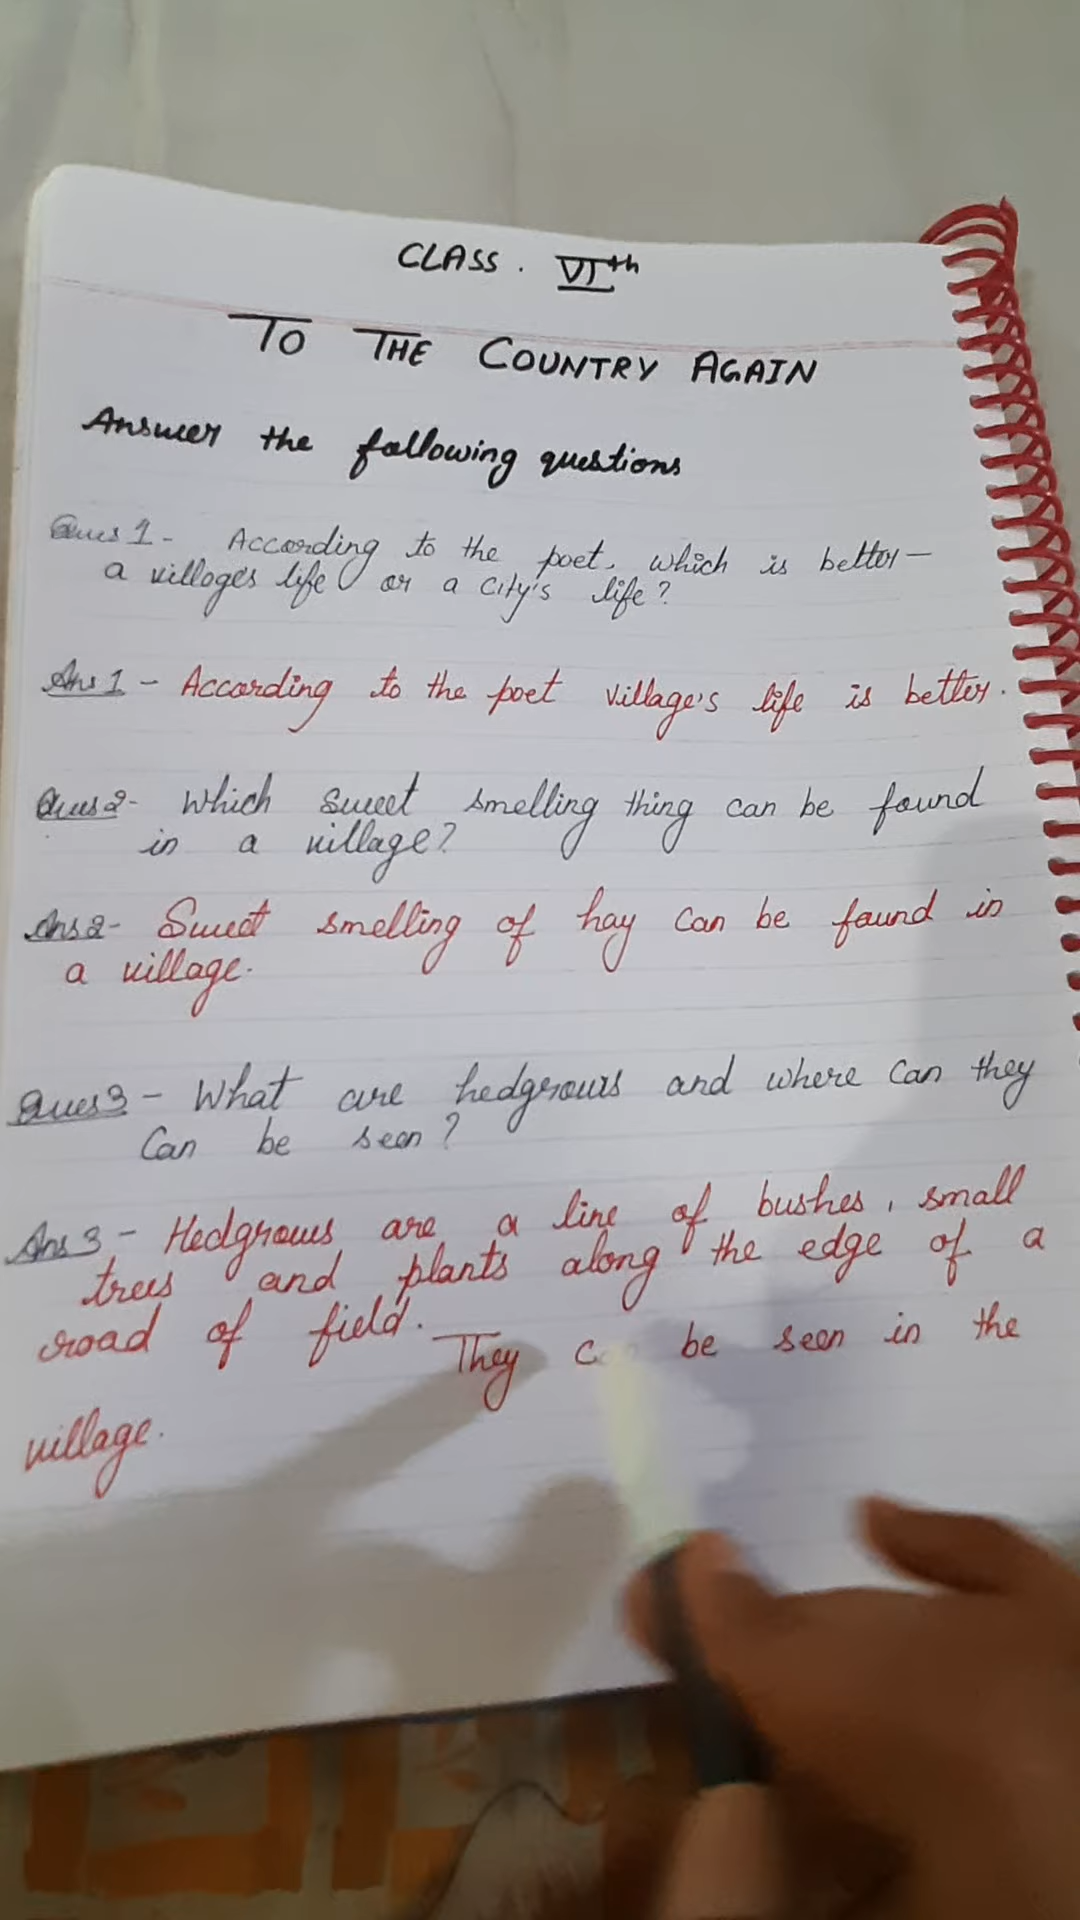 CLASS. VIth
TO THE COUNTRY AGAIN
Answer the following questions
Ques 1- According to the poet, which is better—
a village's life or a city's life?
Ans 1 - According to the poet village's life is better.
Ques 2- Which sweet smelling thing can be found
in a village?
Ans 2- Sweet smelling of hay can be found in
a village.
Ques 3 - What are hedgrows and where can they
can be seen?
Ans 3 - Hedgrows are a line of bushes, small
trees and plants along the edge of a
road of field. They can be seen in the
village.